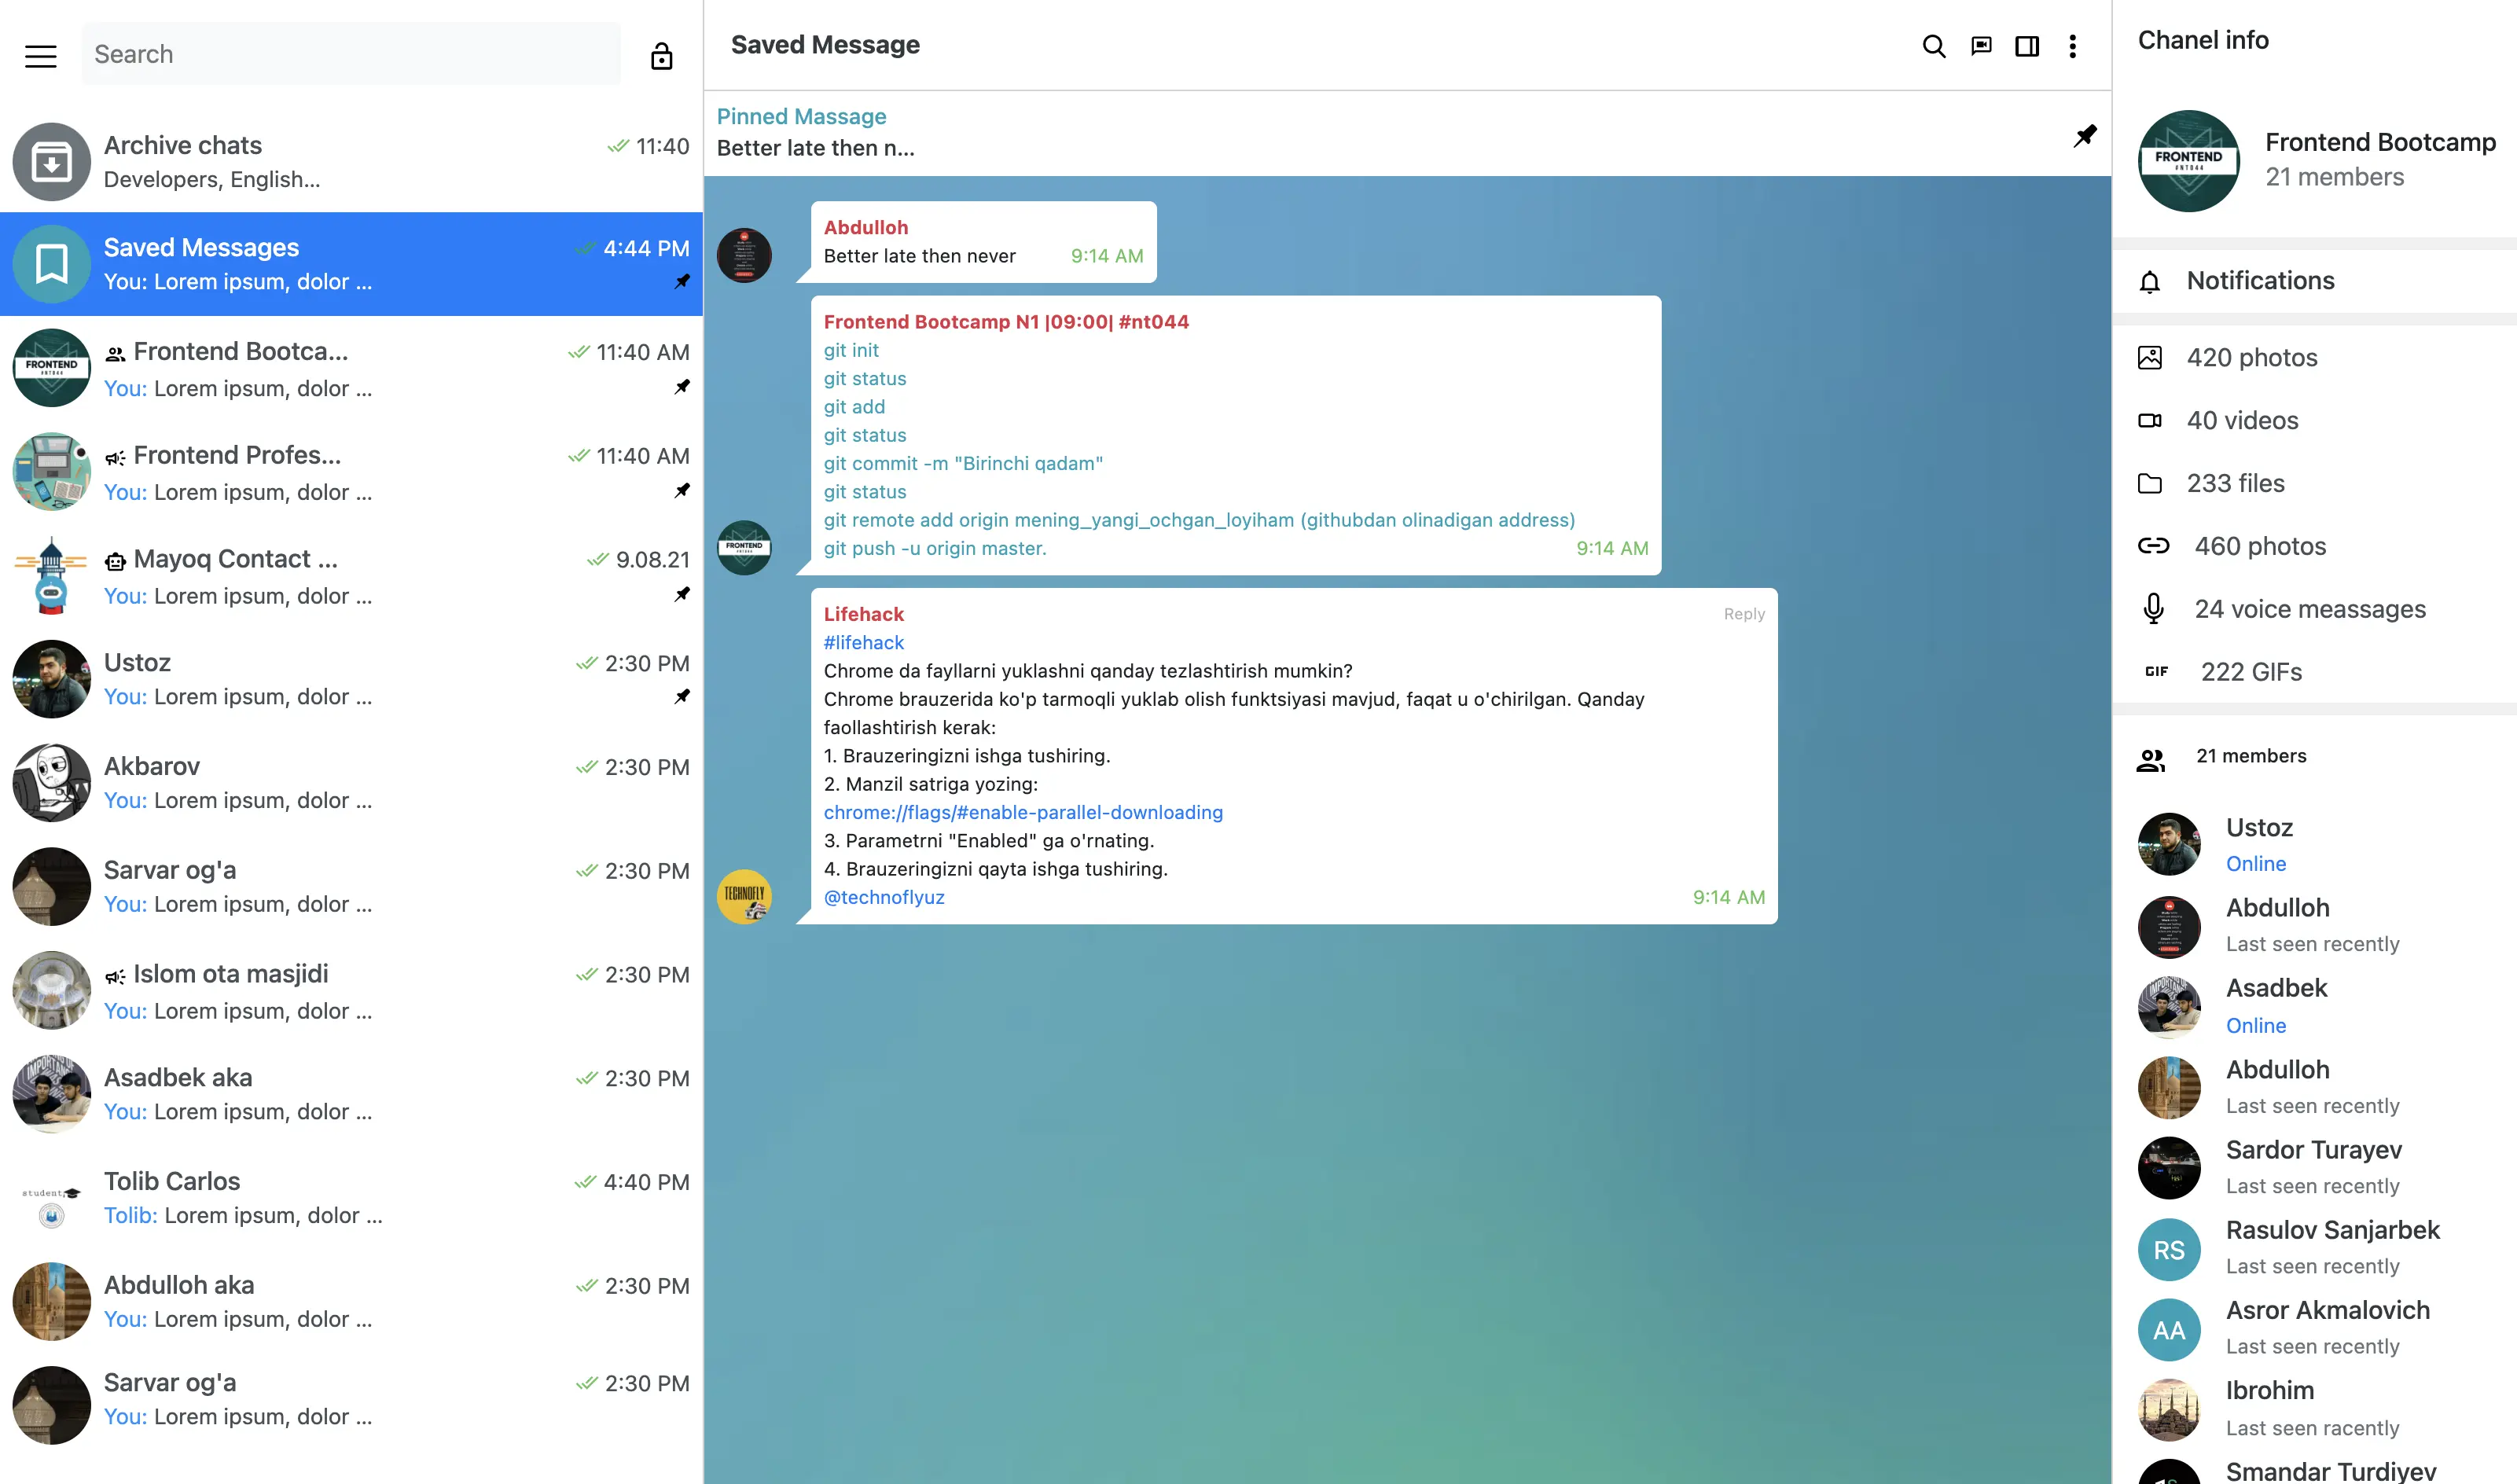 Search
Archive chats
11:40
Developers, English...
Saved Messages
4:44 PM
You: Lorem ipsum, dolor ...
FRONTEND
#NT044
Frontend Bootca...
11:40 AM
You: Lorem ipsum, dolor ...
Frontend Profes...
11:40 AM
You: Lorem ipsum, dolor ...
Mayoq Contact ...
9.08.21
You: Lorem ipsum, dolor ...
Ustoz
2:30 PM
You: Lorem ipsum, dolor ...
Akbarov
2:30 PM
You: Lorem ipsum, dolor ...
Sarvar og'a
2:30 PM
You: Lorem ipsum, dolor ...
Islom ota masjidi
2:30 PM
You: Lorem ipsum, dolor ...
Asadbek aka
2:30 PM
You: Lorem ipsum, dolor ...
student;
Tolib Carlos
4:40 PM
Tolib: Lorem ipsum, dolor ...
Abdulloh aka
2:30 PM
You: Lorem ipsum, dolor ...
Sarvar og'a
2:30 PM
You: Lorem ipsum, dolor ...
Saved Message
Pinned Massage
Better late then n...
Abdulloh
Better late then never
9:14 AM
Frontend Bootcamp N1 |09:00| #nt044
git init
git status
git add
git status
git commit -m "Birinchi qadam"
git status
git remote add origin mening_yangi_ochgan_loyiham (githubdan olinadigan address)
git push -u origin master.
9:14 AM
FRONTEND
Lifehack
Reply
#lifehack
Chrome da fayllarni yuklashni qanday tezlashtirish mumkin?
Chrome brauzerida ko'p tarmoqli yuklab olish funktsiyasi mavjud, faqat u o'chirilgan. Qanday
faollashtirish kerak:
1. Brauzeringizni ishga tushiring.
2. Manzil satriga yozing:
chrome://flags/#enable-parallel-downloading
3. Parametrni "Enabled" ga o'rnating.
4. Brauzeringizni qayta ishga tushiring.
@technoflyuz
9:14 AM
TECHNOFLY
Chanel info
FRONTEND
#NT044
Frontend Bootcamp
21 members
Notifications
420 photos
40 videos
233 files
460 photos
24 voice meassages
GIF
222 GIFs
21 members
Ustoz
Online
Abdulloh
Last seen recently
Asadbek
Online
Abdulloh
Last seen recently
Sardor Turayev
Last seen recently
RS
Rasulov Sanjarbek
Last seen recently
AA
Asror Akmalovich
Last seen recently
Ibrohim
Last seen racently
Smandar Turdiyev